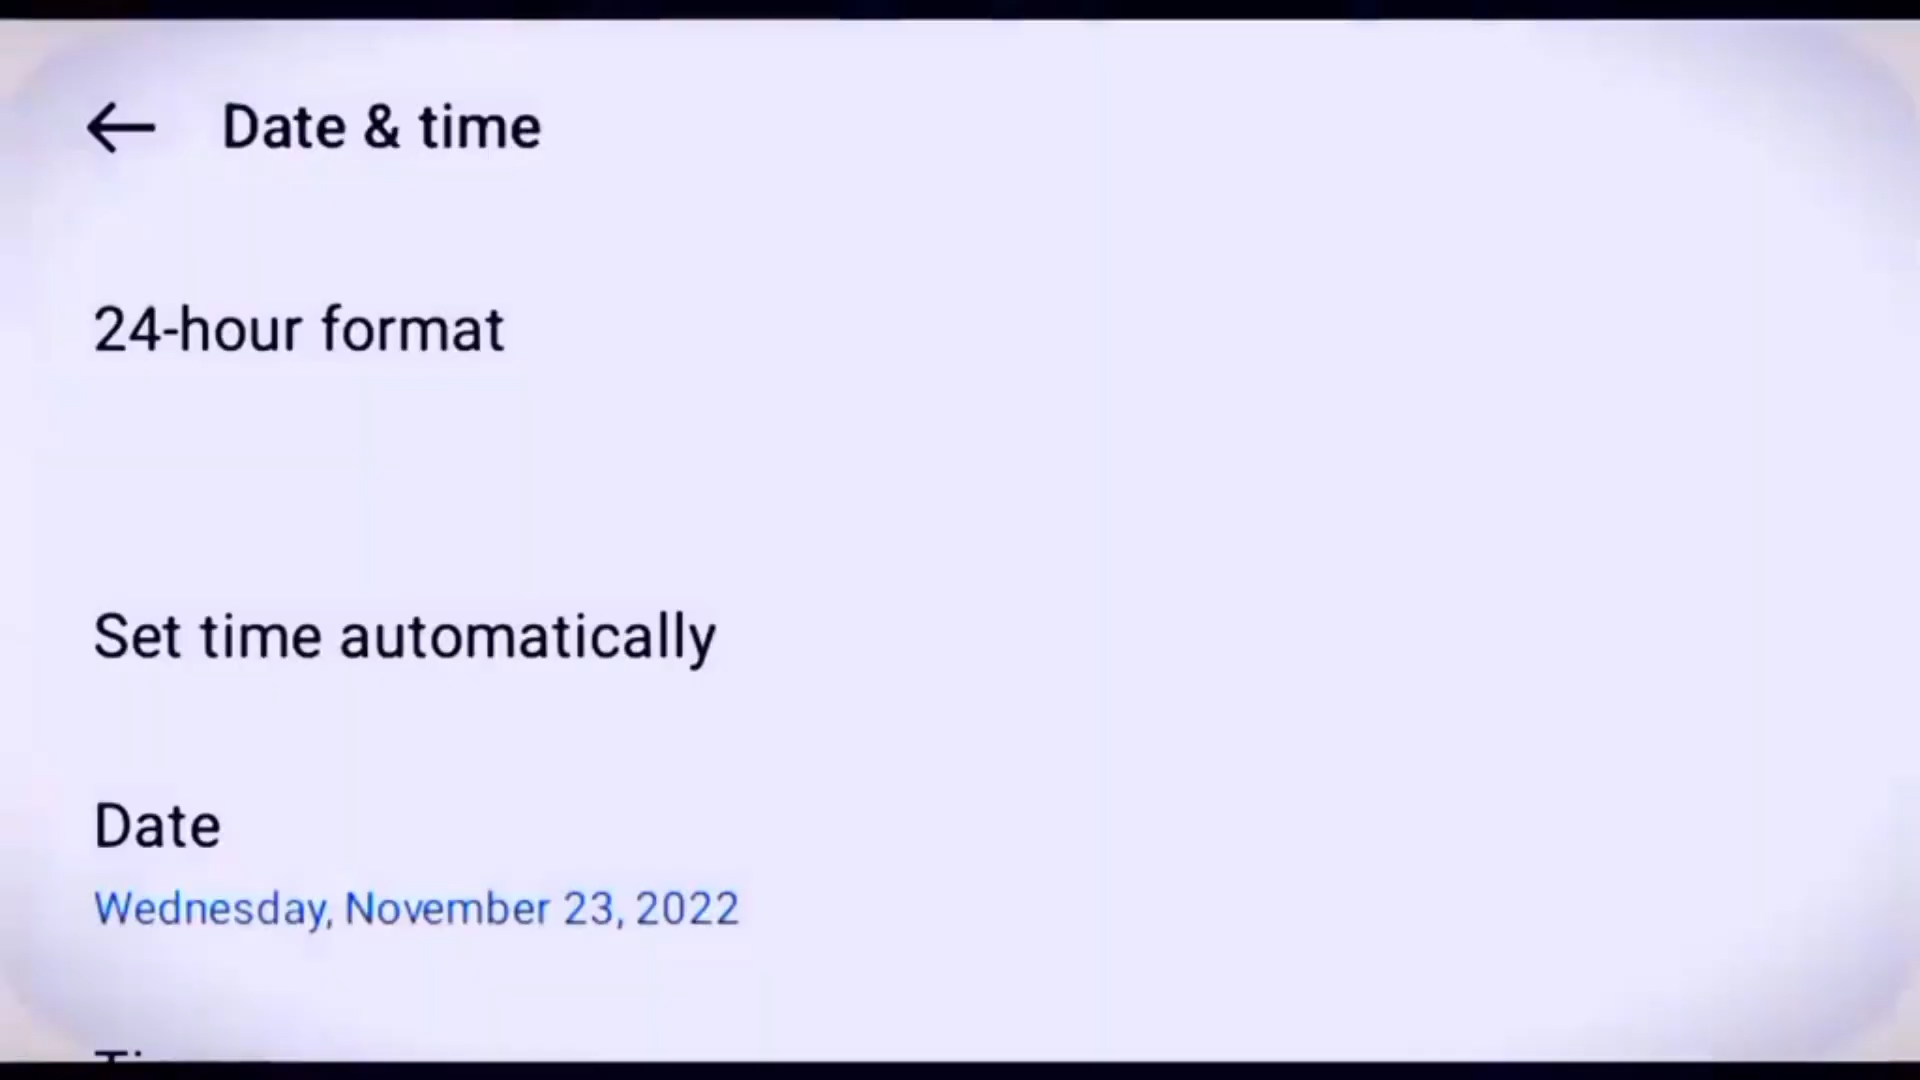 Date & time
24-hour format
Set time automatically
Date
Wednesday, November 23, 2022